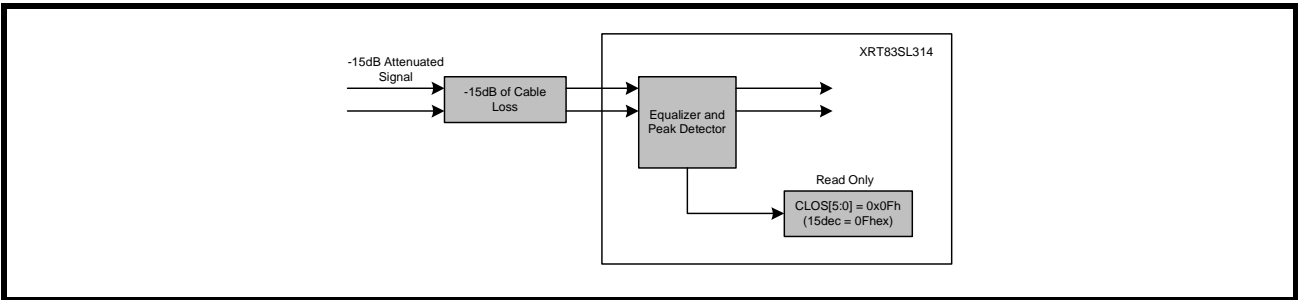 XRT83SL314
-15dB Attenuated
Signal
-15dB of Cable
Loss
Equalizer and
Peak Detector
Read Only
CLOS[5:0] = 0x0Fh
(15dec = 0Fhex)